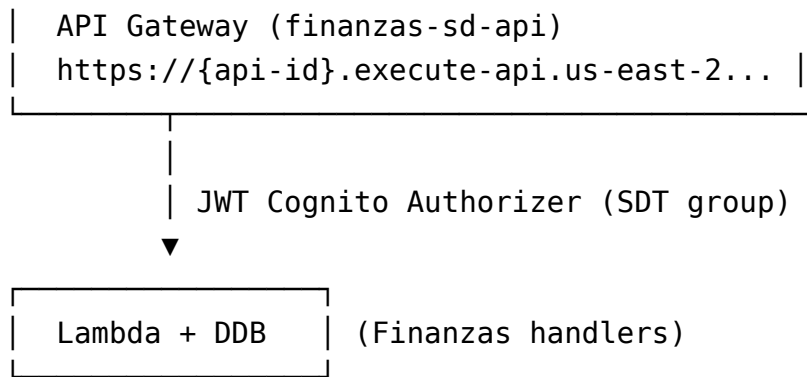 API Gateway (finanzas-sd-api)
https://{api-id}.execute-api.us-east-2...
JWT Cognito Authorizer (SDT group)
Lambda + DDB (Finanzas handlers)